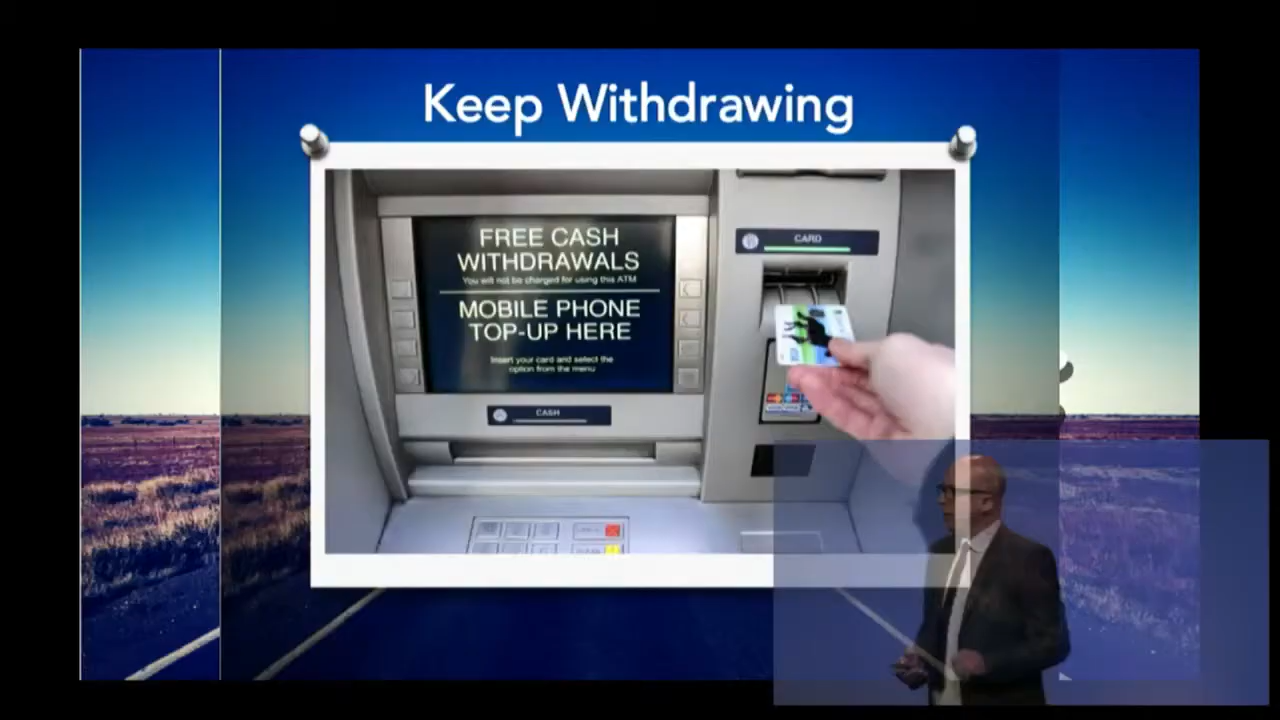 Keep Withdrawing
FREE CASH
WITHDRAWALS
You will not be charged for using this ATM
MOBILE PHONE
TOP-UP HERE
Insert your card and select the
option from the menu
CARD
CASH